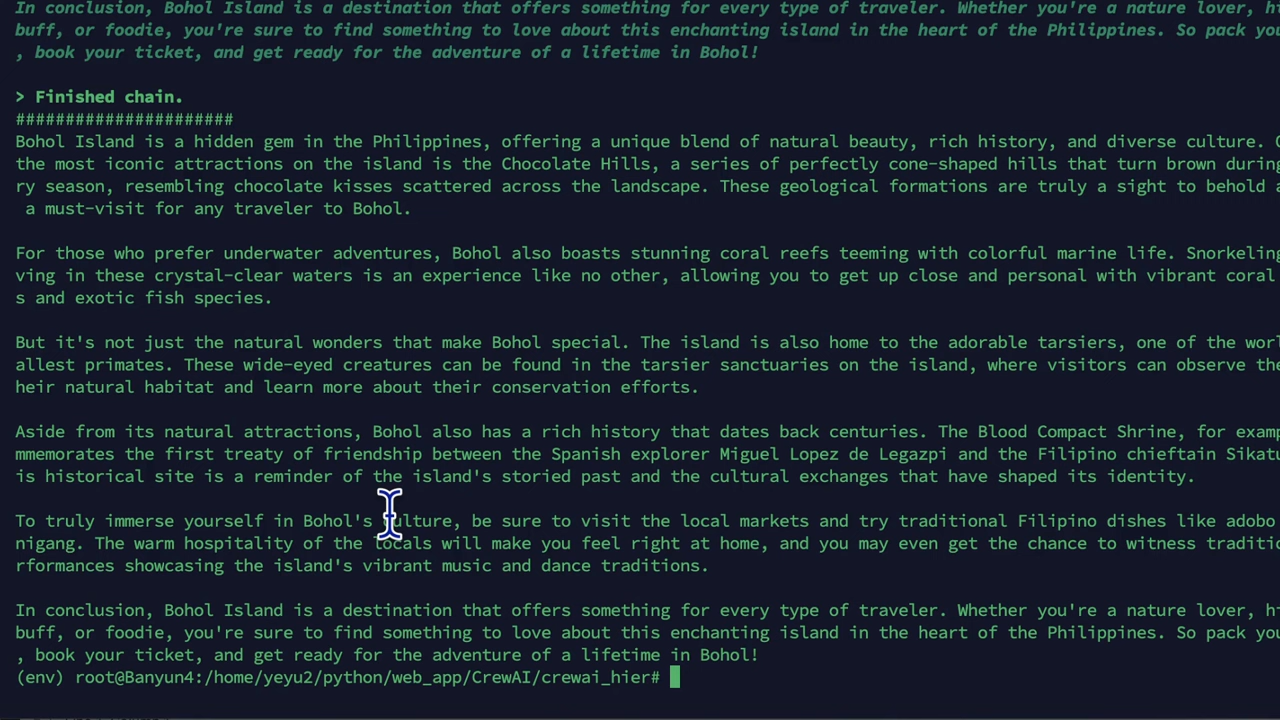 In conclusion, Bohol Island is a destination that offers something for every type of traveler. Whether you're a nature lover, hi
buff, or foodie, you're sure to find something to love about this enchanting island in the heart of the Philippines. So pack you
, book your ticket, and get ready for the adventure of a lifetime in Bohol!
> Finished chain.
######################
Bohol Island is a hidden gem in the Philippines, offering a unique blend of natural beauty, rich history, and diverse culture.
the most iconic attractions on the island is the Chocolate Hills, a series of perfectly cone-shaped hills that turn brown during
ry season, resembling chocolate kisses scattered across the landscape. These geological formations are truly a sight to behold a
a must-visit for any traveler to Bohol.
For those who prefer underwater adventures, Bohol also boasts stunning coral reefs teeming with colorful marine life. Snorkeling
ving in these crystal-clear waters is an experience like no other, allowing you to get up close and personal with vibrant coral
s and exotic fish species.
But it's not just the natural wonders that make Bohol special. The island is also home to the adorable tarsiers, one of the worl
allest primates. These wide-eyed creatures can be found in the tarsier sanctuaries on the island, where visitors can observe the
heir natural habitat and learn more about their conservation efforts.
Aside from its natural attractions, Bohol also has a rich history that dates back centuries. The Blood Compact Shrine, for examp
mmemorates the first treaty of friendship between the Spanish explorer Miguel Lopez de Legazpi and the Filipino chieftain Sikatu
is historical site is a reminder of the island's storied past and the cultural exchanges that have shaped its identity.
To truly immerse yourself in Bohol's culture, be sure to visit the local markets and try traditional Filipino dishes like adobo
nigang. The warm hospitality of the locals will make you feel right at home, and you may even get the chance to witness traditio
rformances showcasing the island's vibrant music and dance traditions.
In conclusion, Bohol Island is a destination that offers something for every type of traveler. Whether you're a nature lover, hi
buff, or foodie, you're sure to find something to love about this enchanting island in the heart of the Philippines. So pack you
, book your ticket, and get ready for the adventure of a lifetime in Bohol!
(env) root@Banyun4:/home/yeyu2/python/web_app/CrewAI/crewai_hier#